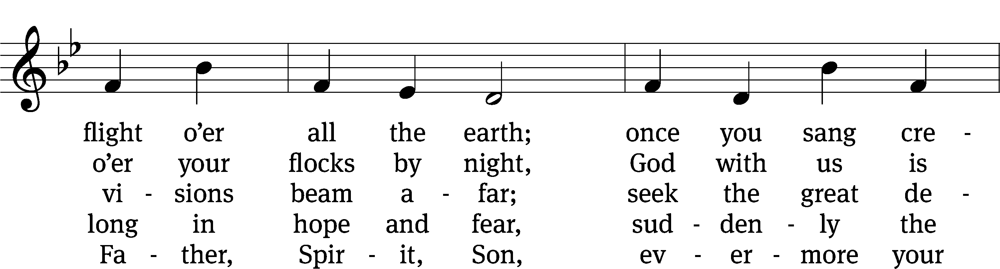 flight o’er all the earth; once you sang cre -
o’er your flocks by night, God with us is
vi - sions beam a - far; seek the great de -
long in hope and fear, sud - den - ly the
Fa - ther, Spir - it, Son, ev - er - more your